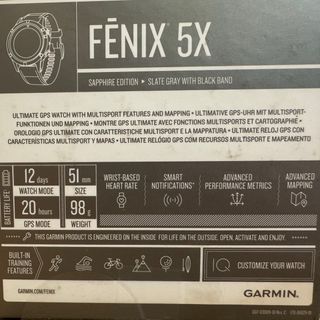 FĒNIX® 5X
SAPPHIRE EDITION ▸ SLATE GRAY WITH BLACK BAND
ULTIMATE GPS WATCH WITH MULTISPORT FEATURES AND MAPPING • ULTIMATIVE GPS-UHR MIT MULTISPORT-
FUNKTIONEN UND MAPPING • MONTRE GPS ULTIMATE AVEC FONCTIONS MULTISPORTS ET CARTOGRAPHIE •
OROLOGIO GPS ULTIMATE CON CARATTERISTICHE MULTISPORT E LA MAPPATURA • ULTIMATE RELOJ GPS CON
CARACTERÍSTICAS MULTISPORT Y MAPAS • ULTIMATE RELÓGIO GPS COM RECURSOS MULTISPORT E MAPEAMENTO
BATTERY LIFE
12
days
WATCH MODE
20
hours
GPS MODE
51
mm
SIZE
98
g
WEIGHT
WRIST-BASED
HEART RATE
SMART
NOTIFICATIONS*
ADVANCED
PERFORMANCE METRICS
ADVANCED
MAPPING
THIS GARMIN PRODUCT IS ENGINEERED ON THE INSIDE FOR LIFE ON THE OUTSIDE. OPEN, ACTIVATE AND ENJOY
BUILT-IN
TRAINING
FEATURES
IQ
CUSTOMIZE YOUR WATCH
GARMIN.COM/FENIX
GARMIN.